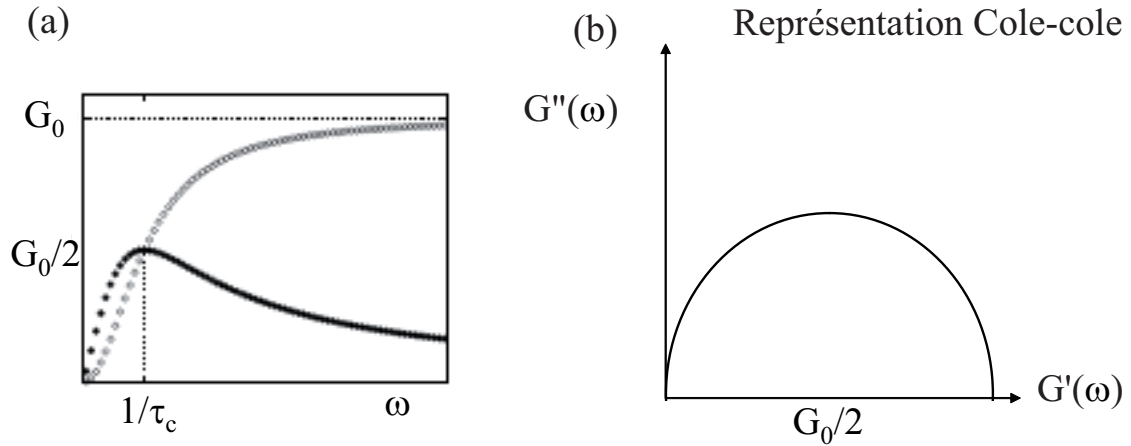 (a)
G₀
G₀/2
1/τc
ω
(b)
Représentation Cole-cole
G''(ω)
G'(ω)
G₀/2